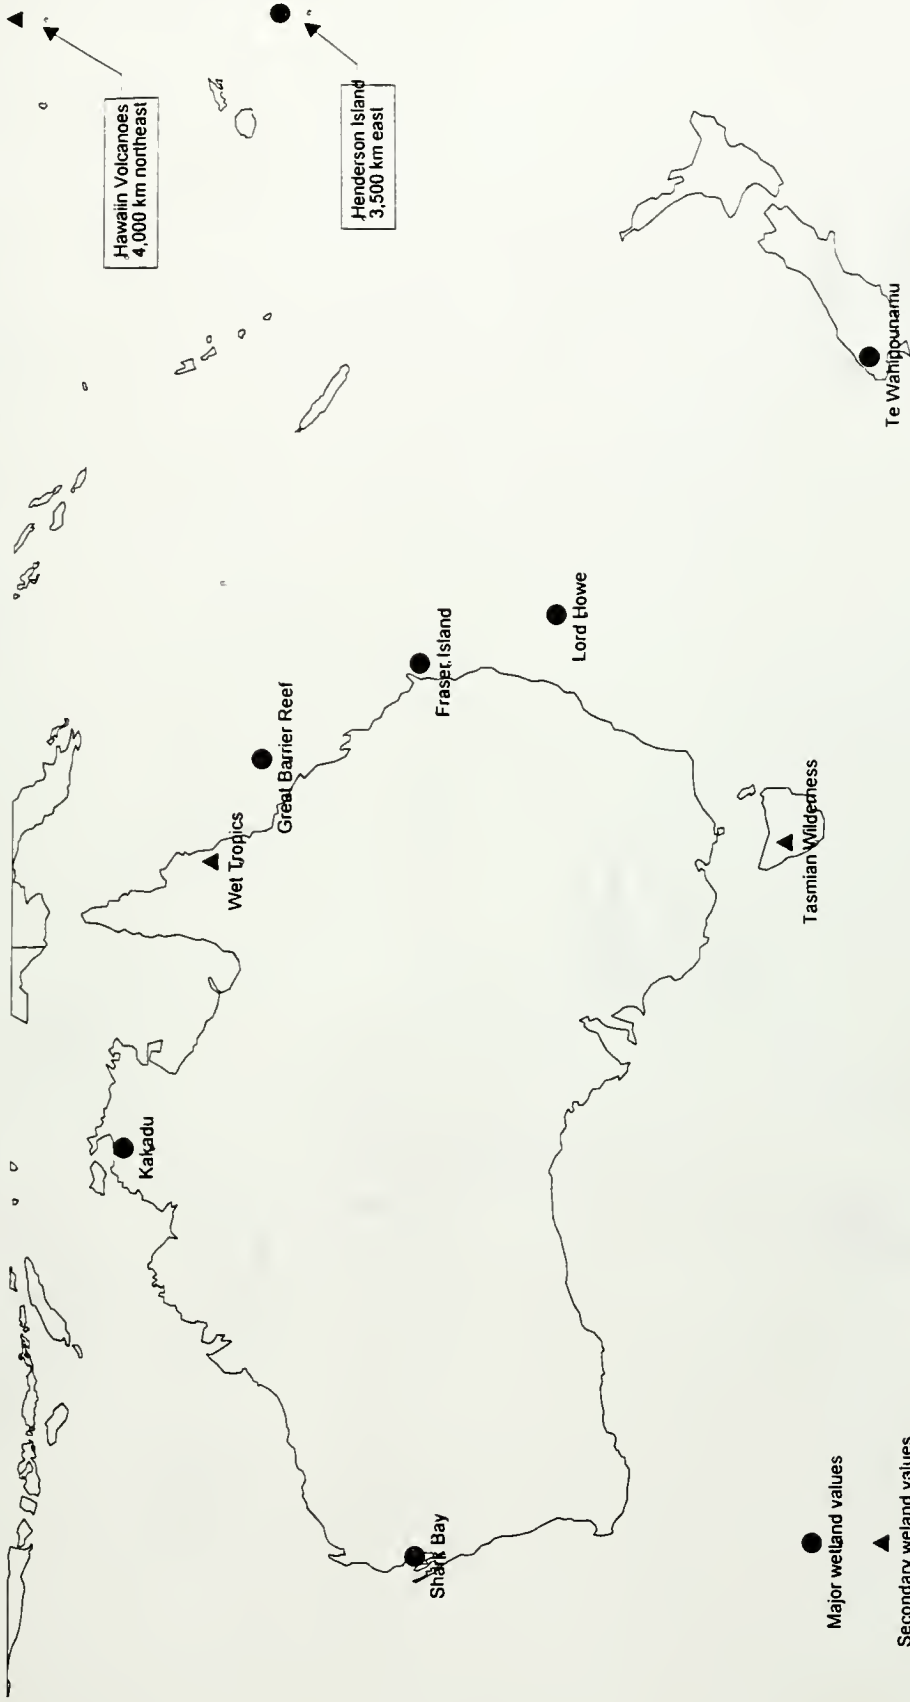 Hawaiin Volcanoes
4,000 km northeast
Henderson Island
3,500 km east
Kakadu
Wet Tropics
Great Barrier Reef
Shark Bay
Fraser Island
Lord Howe
Tasmian Wilderness
Te Wahipounamu
Major wetland values
Secondary weland values